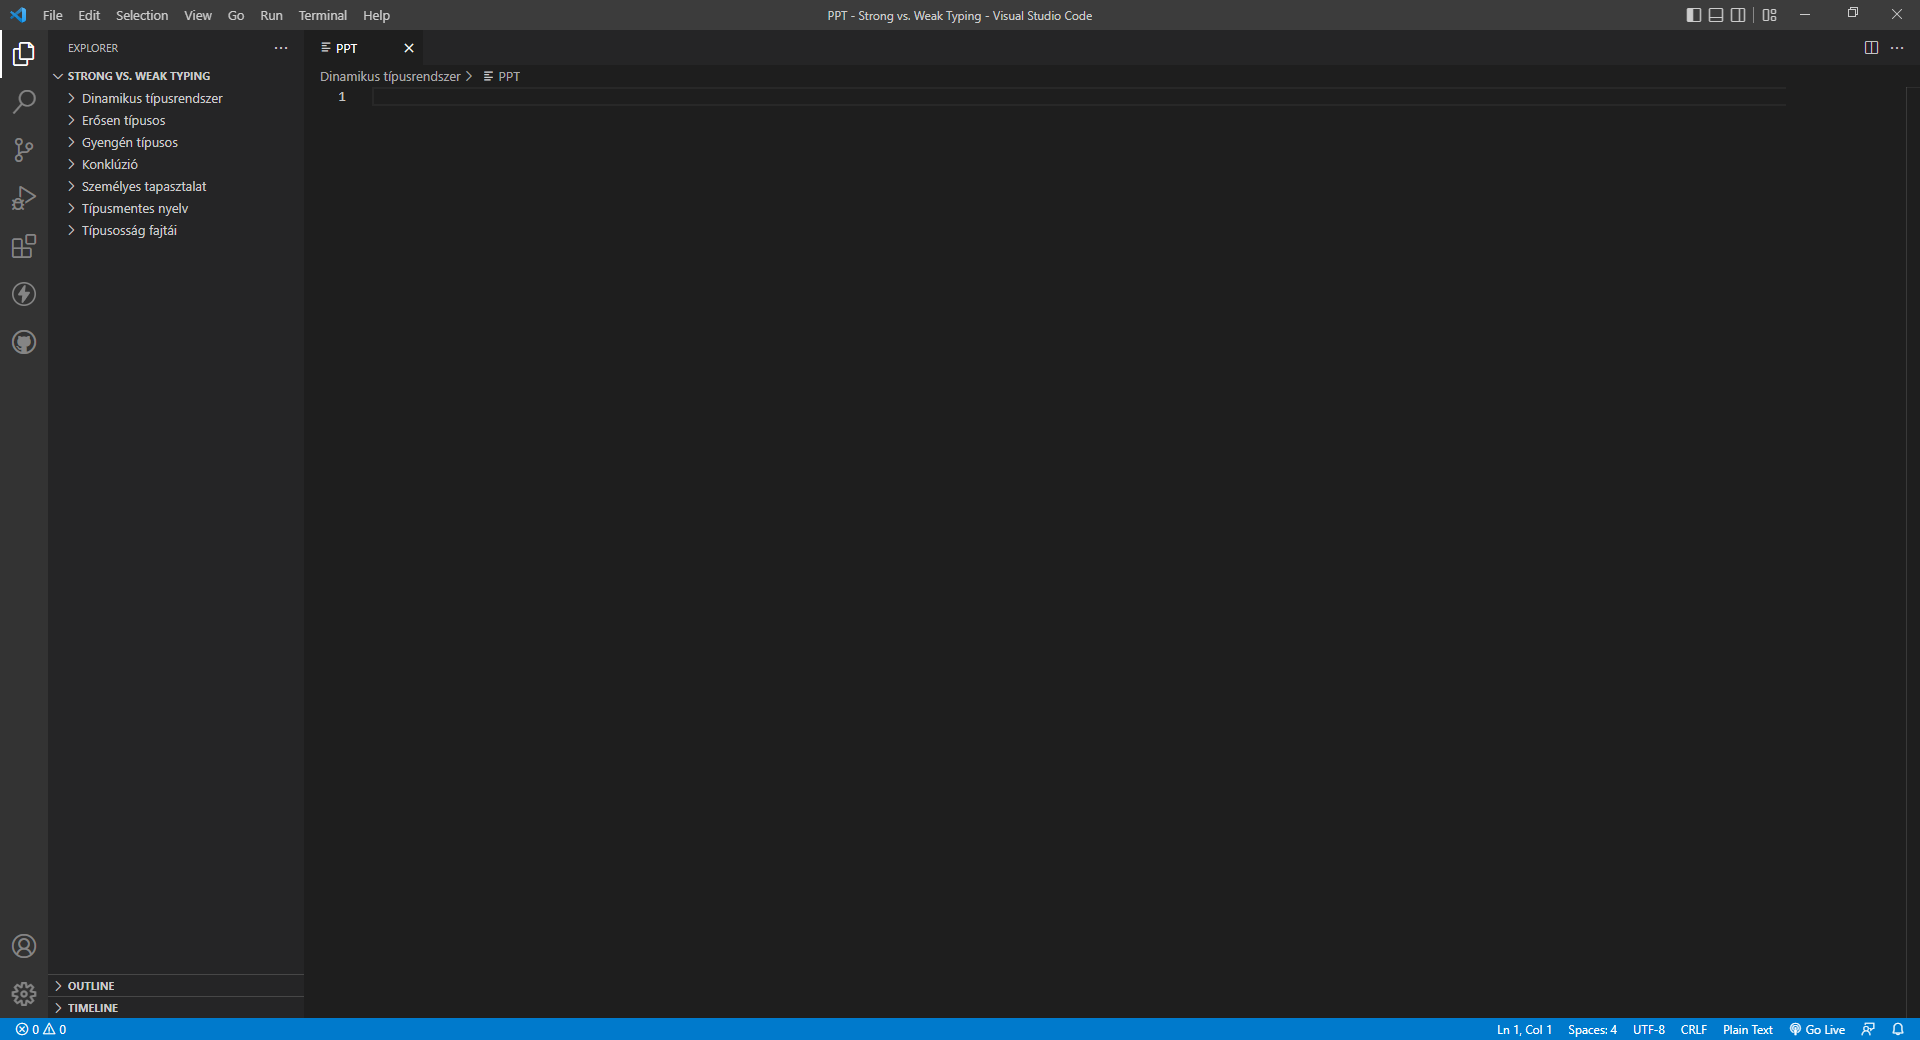 File Edit Selection View Go Run Terminal Help
PPT - Strong vs. Weak Typing - Visual Studio Code
EXPLORER
STRONG VS. WEAK TYPING
Dinamikus típusrendszer
Erősen típusos
Gyengén típusos
Konklúzió
Személyes tapasztalat
Típusmentes nyelv
Típusosság fajtái
OUTLINE
TIMELINE
PPT
Dinamikus típusrendszer > PPT
1
0 0
Ln 1, Col 1 Spaces: 4 UTF-8 CRLF Plain Text Go Live